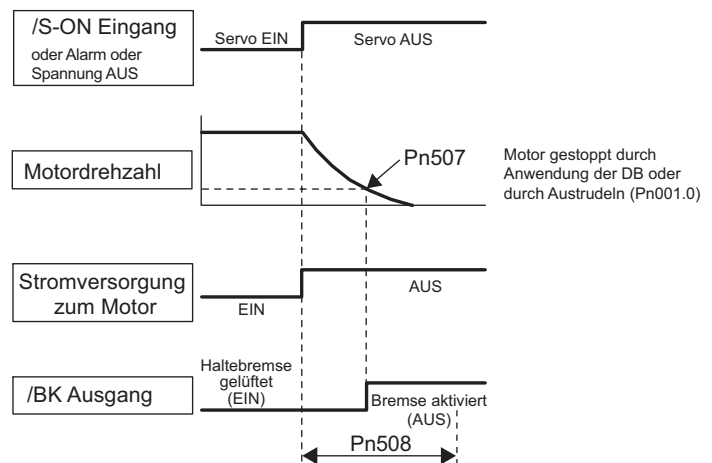 /S-ON Eingang
oder Alarm oder
Spannung AUS
Servo EIN
Servo AUS
Motordrehzahl
Pn507
Motor gestoppt durch
Anwendung der DB oder
durch Austrudeln (Pn001.0)
Stromversorgung
zum Motor
EIN
AUS
/BK Ausgang
Haltebremse
gelüftet
(EIN)
Bremse aktiviert
(AUS)
Pn508